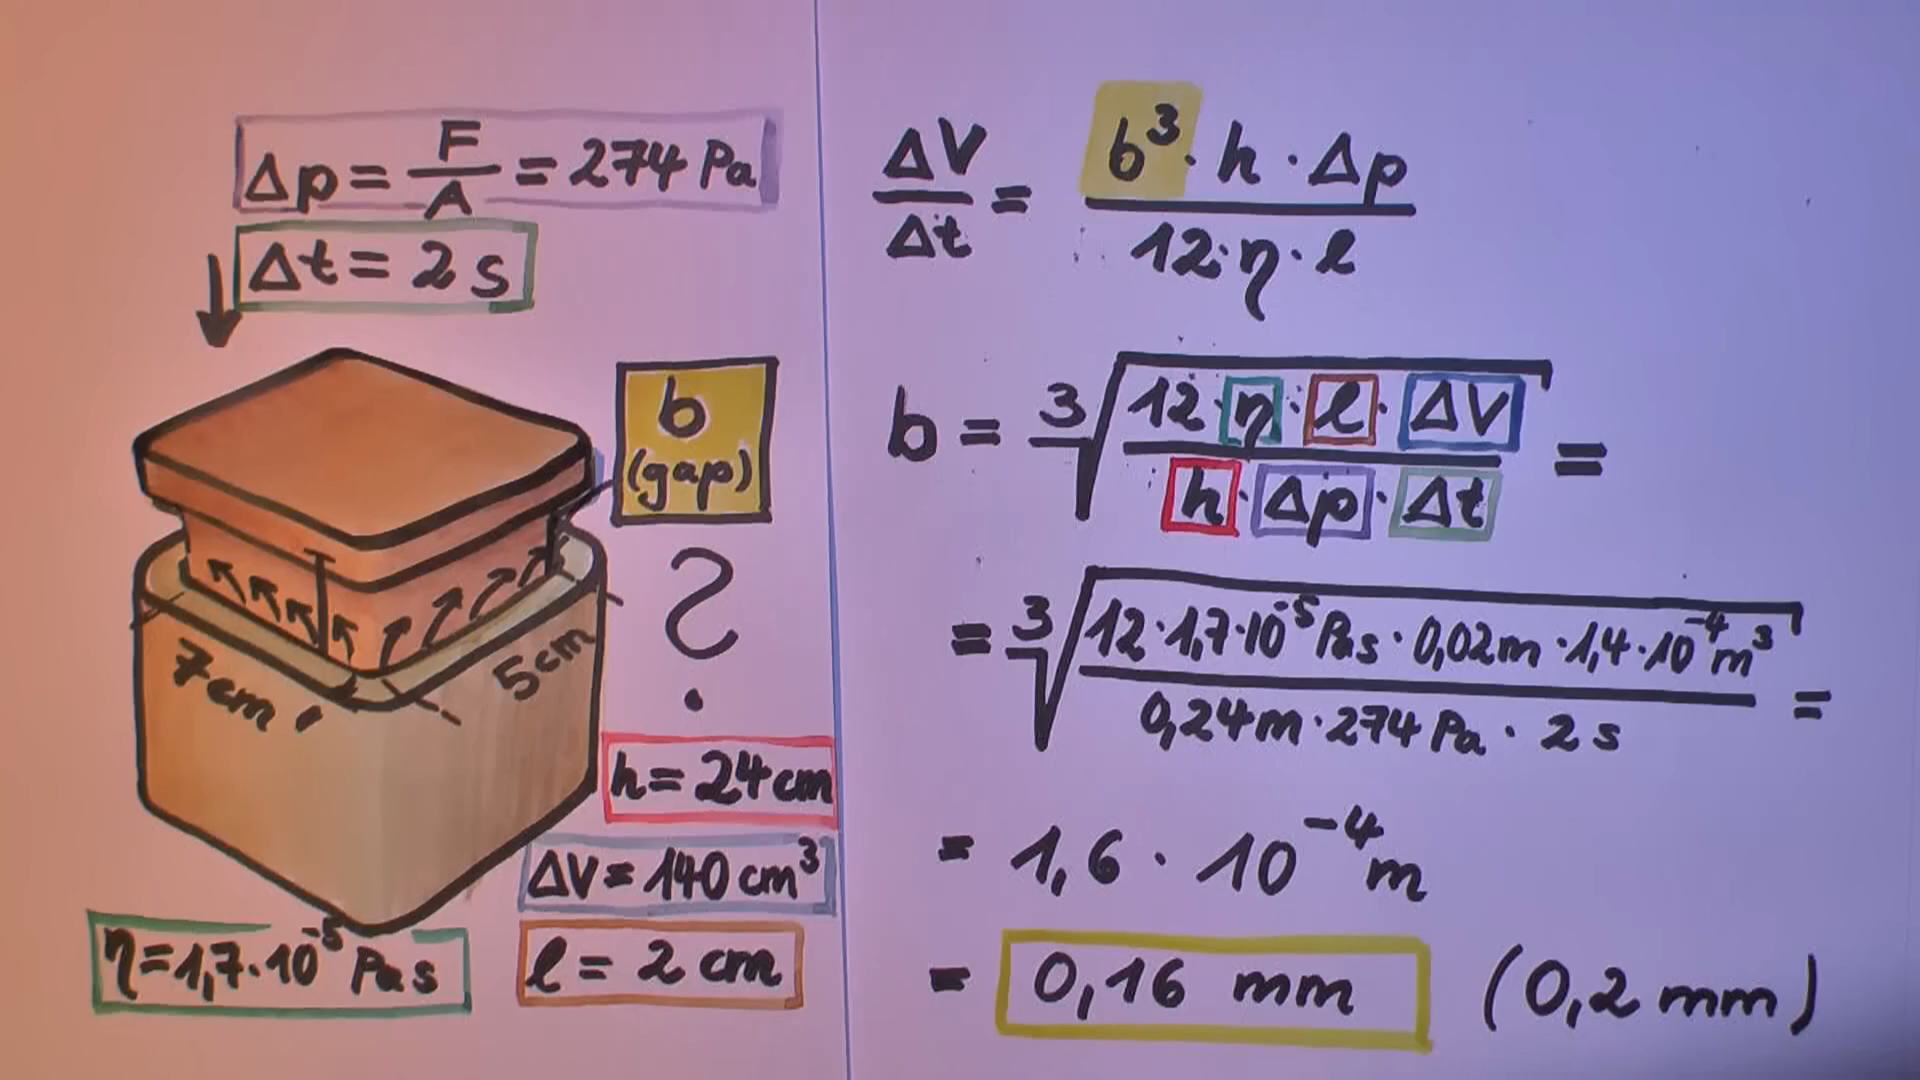 Δp = F/A = 274 Pa
Δt = 2 s
b
(gap)
?
7cm
5cm
h = 24 cm
ΔV = 140 cm³
η = 1,7·10⁻⁵ Pas
l = 2 cm
ΔV/Δt = b³·h·Δp / 12·η·l
b = ³√(12·η·l·ΔV / h·Δp·Δt) =
= ³√(12·1,7·10⁻⁵ Pas·0,02m·1,4·10⁻⁴m³ / 0,24m·274 Pa·2 s) =
= 1,6·10⁻⁴ m
= 0,16 mm (0,2 mm)